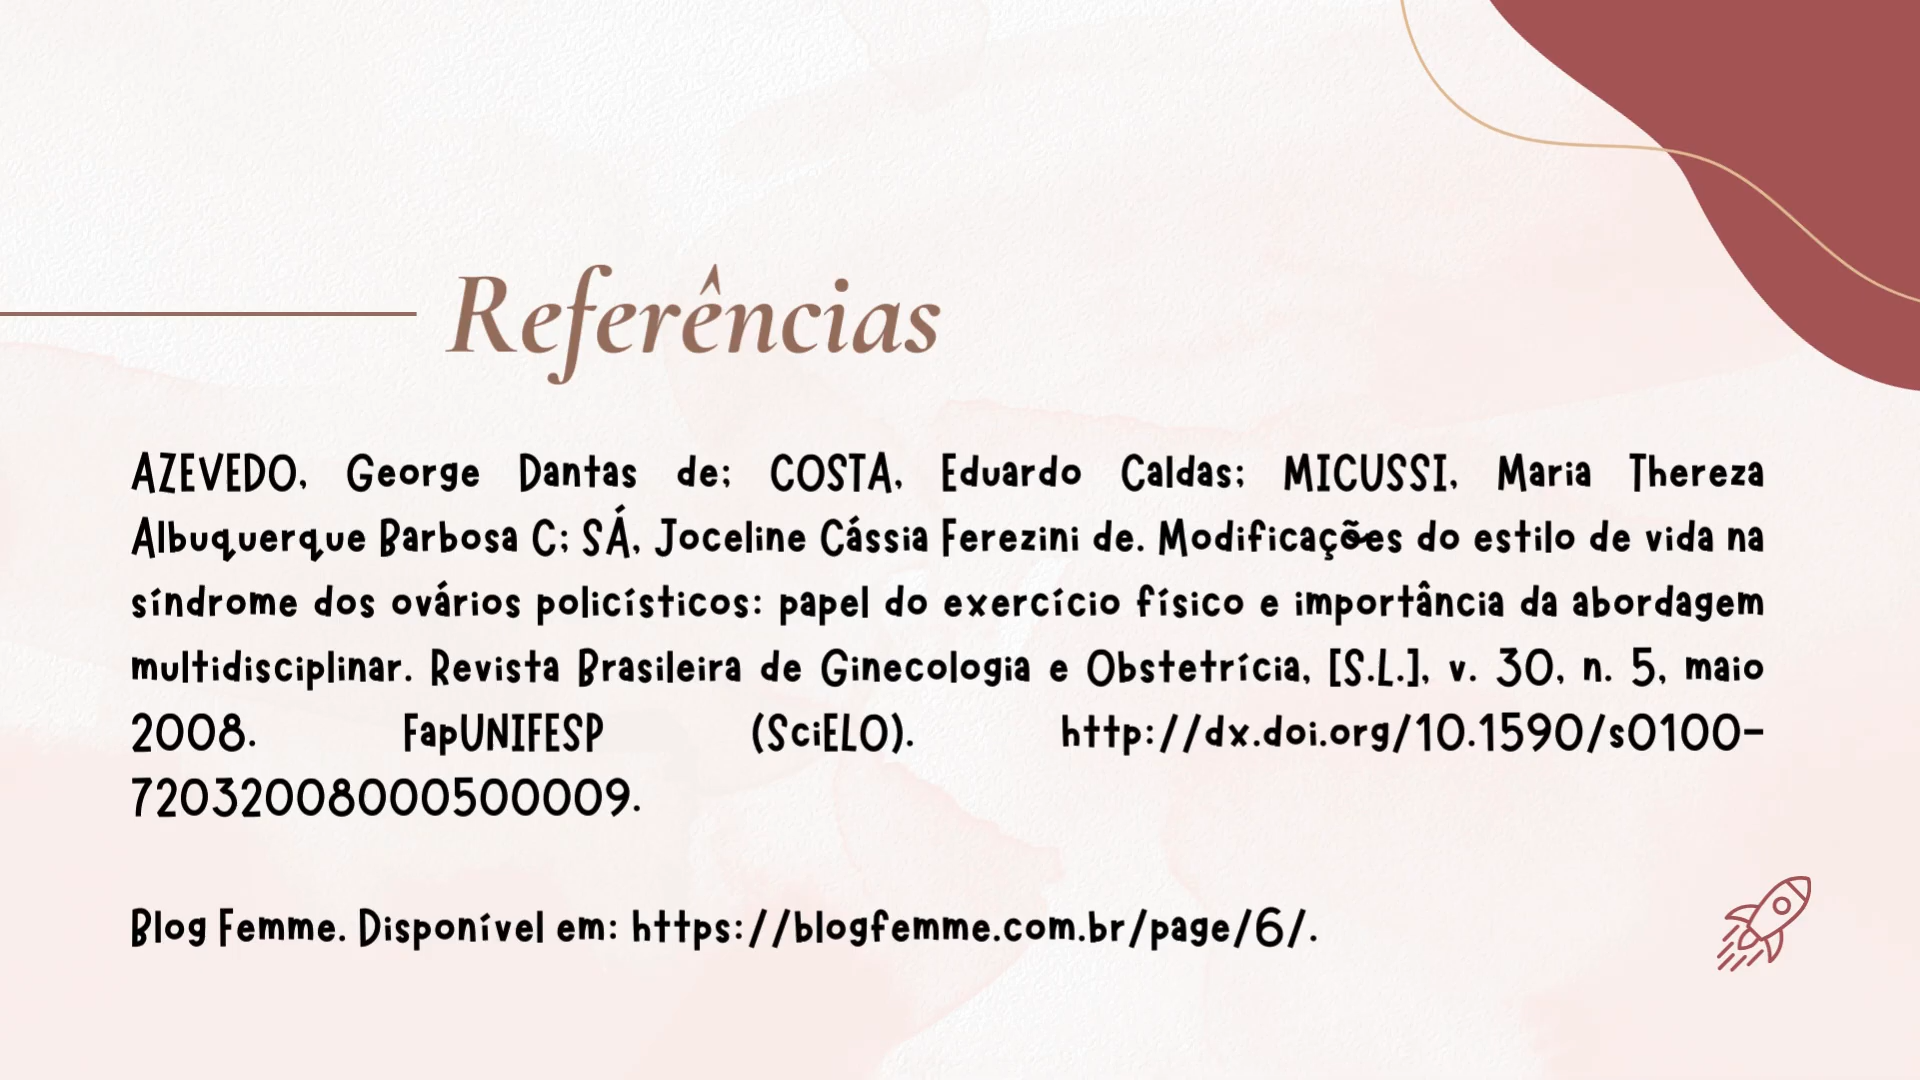 Referências
AZEVEDO, George Dantas de; COSTA, Eduardo Caldas; MICUSSI, Maria Thereza
Albuquerque Barbosa C; SÁ, Joceline Cássia Ferezini de. Modificações do estilo de vida na
síndrome dos ovários policísticos: papel do exercício físico e importância da abordagem
multidisciplinar. Revista Brasileira de Ginecologia e Obstetrícia, [S.L.], v. 30, n. 5, maio
2008. FapUNIFESP (SciELO). http://dx.doi.org/10.1590/s0100-
72032008000500009.
Blog Femme. Disponível em: https://blogfemme.com.br/page/6/.